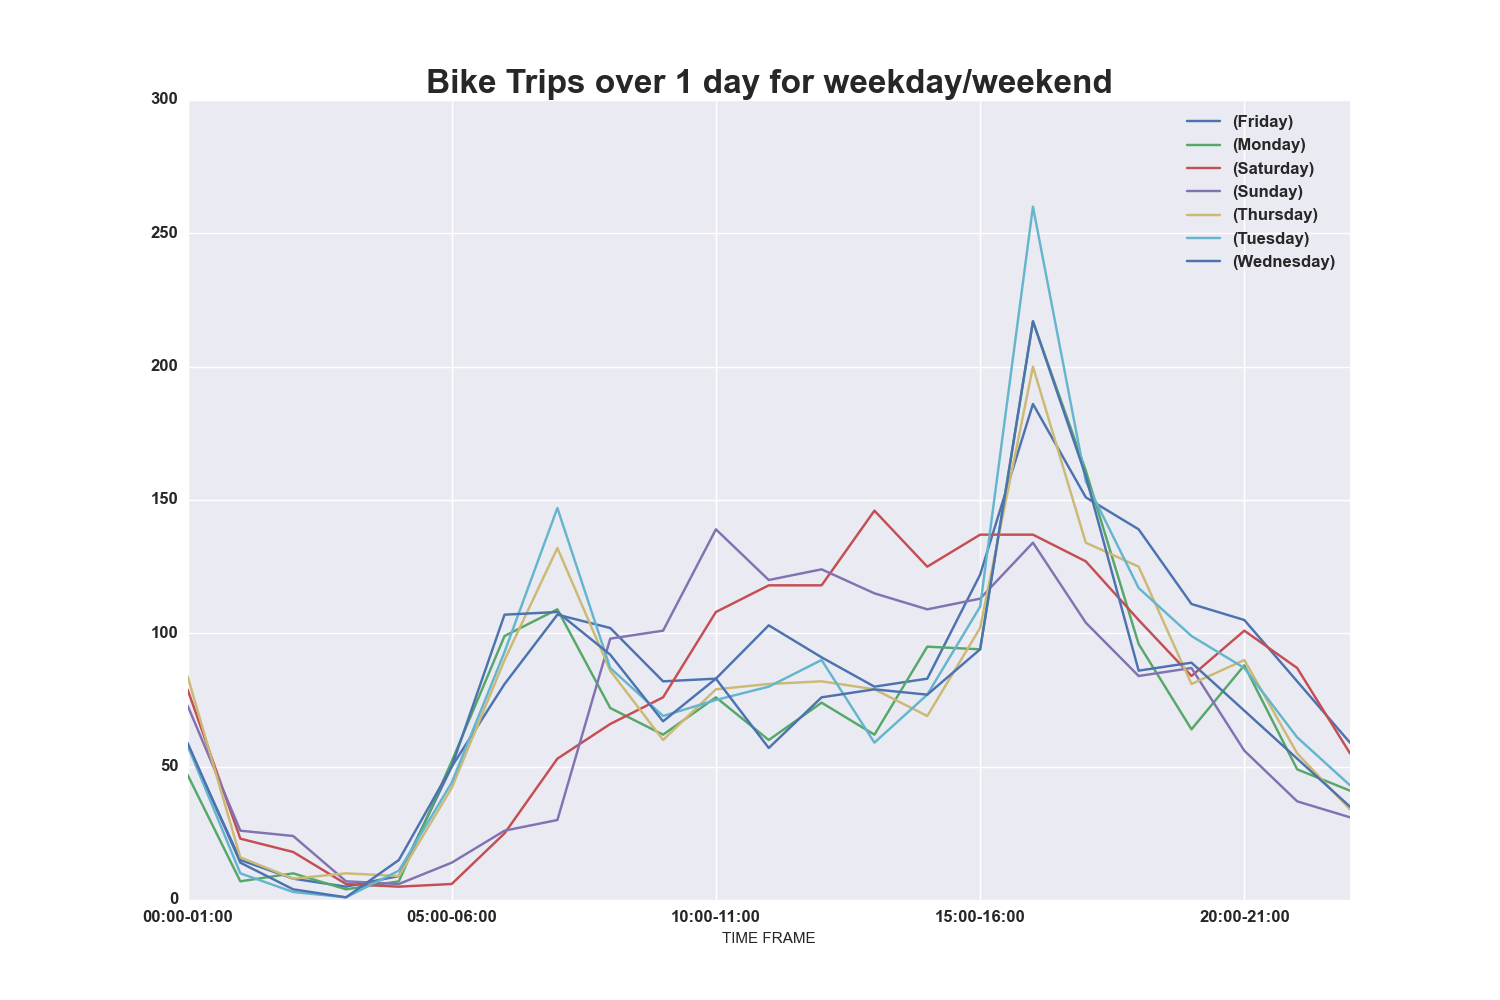 Bike Trips over 1 day for weekday/weekend
300
250
200
150
100
50
0
(Friday)
(Monday)
(Saturday)
(Sunday)
(Thursday)
(Tuesday)
(Wednesday)
00:00-01:00 05:00-06:00 10:00-11:00 15:00-16:00 20:00-21:00
TIME FRAME